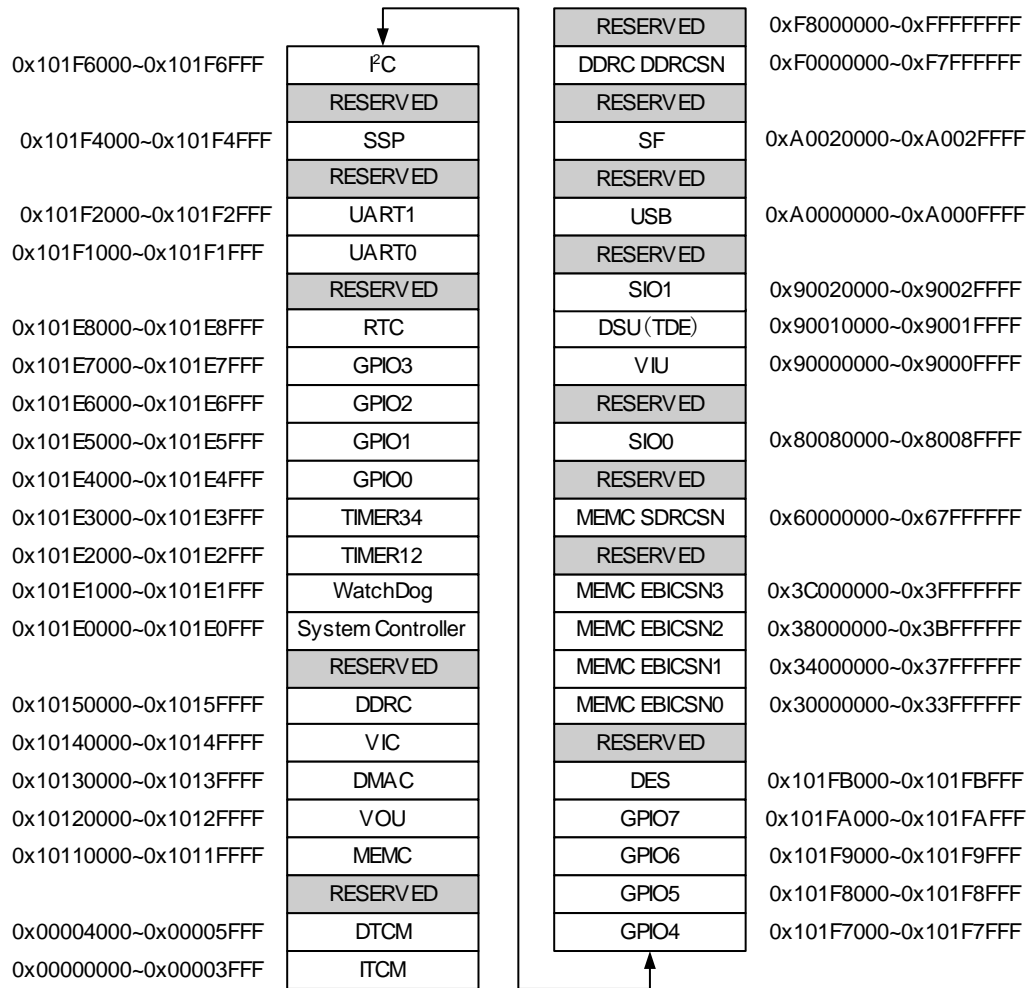 RESERVED 0xF8000000~0xFFFFFFFF
0x101F6000~0x101F6FFF I²C DDRC DDRCSN 0xF0000000~0xF7FFFFFF
RESERVED RESERVED
0x101F4000~0x101F4FFF SSP SF 0xA0020000~0xA002FFFF
RESERVED RESERVED
0x101F2000~0x101F2FFF UART1 USB 0xA0000000~0xA000FFFF
0x101F1000~0x101F1FFF UART0 RESERVED
RESERVED SIO1 0x90020000~0x9002FFFF
0x101E8000~0x101E8FFF RTC DSU(TDE) 0x90010000~0x9001FFFF
0x101E7000~0x101E7FFF GPIO3 VIU 0x90000000~0x9000FFFF
0x101E6000~0x101E6FFF GPIO2 RESERVED
0x101E5000~0x101E5FFF GPIO1 SIO0 0x80080000~0x8008FFFF
0x101E4000~0x101E4FFF GPIO0 RESERVED
0x101E3000~0x101E3FFF TIMER34 MEMC SDRCSN 0x60000000~0x67FFFFFF
0x101E2000~0x101E2FFF TIMER12 RESERVED
0x101E1000~0x101E1FFF WatchDog MEMC EBICSN3 0x3C000000~0x3FFFFFFF
0x101E0000~0x101E0FFF System Controller MEMC EBICSN2 0x38000000~0x3BFFFFFF
RESERVED MEMC EBICSN1 0x34000000~0x37FFFFFF
0x10150000~0x1015FFFF DDRC MEMC EBICSN0 0x30000000~0x33FFFFFF
0x10140000~0x1014FFFF VIC RESERVED
0x10130000~0x1013FFFF DMAC DES 0x101FB000~0x101FBFFF
0x10120000~0x1012FFFF VOU GPIO7 0x101FA000~0x101FAFFF
0x10110000~0x1011FFFF MEMC GPIO6 0x101F9000~0x101F9FFF
RESERVED GPIO5 0x101F8000~0x101F8FFF
0x00004000~0x00005FFF DTCM GPIO4 0x101F7000~0x101F7FFF
0x00000000~0x00003FFF ITCM